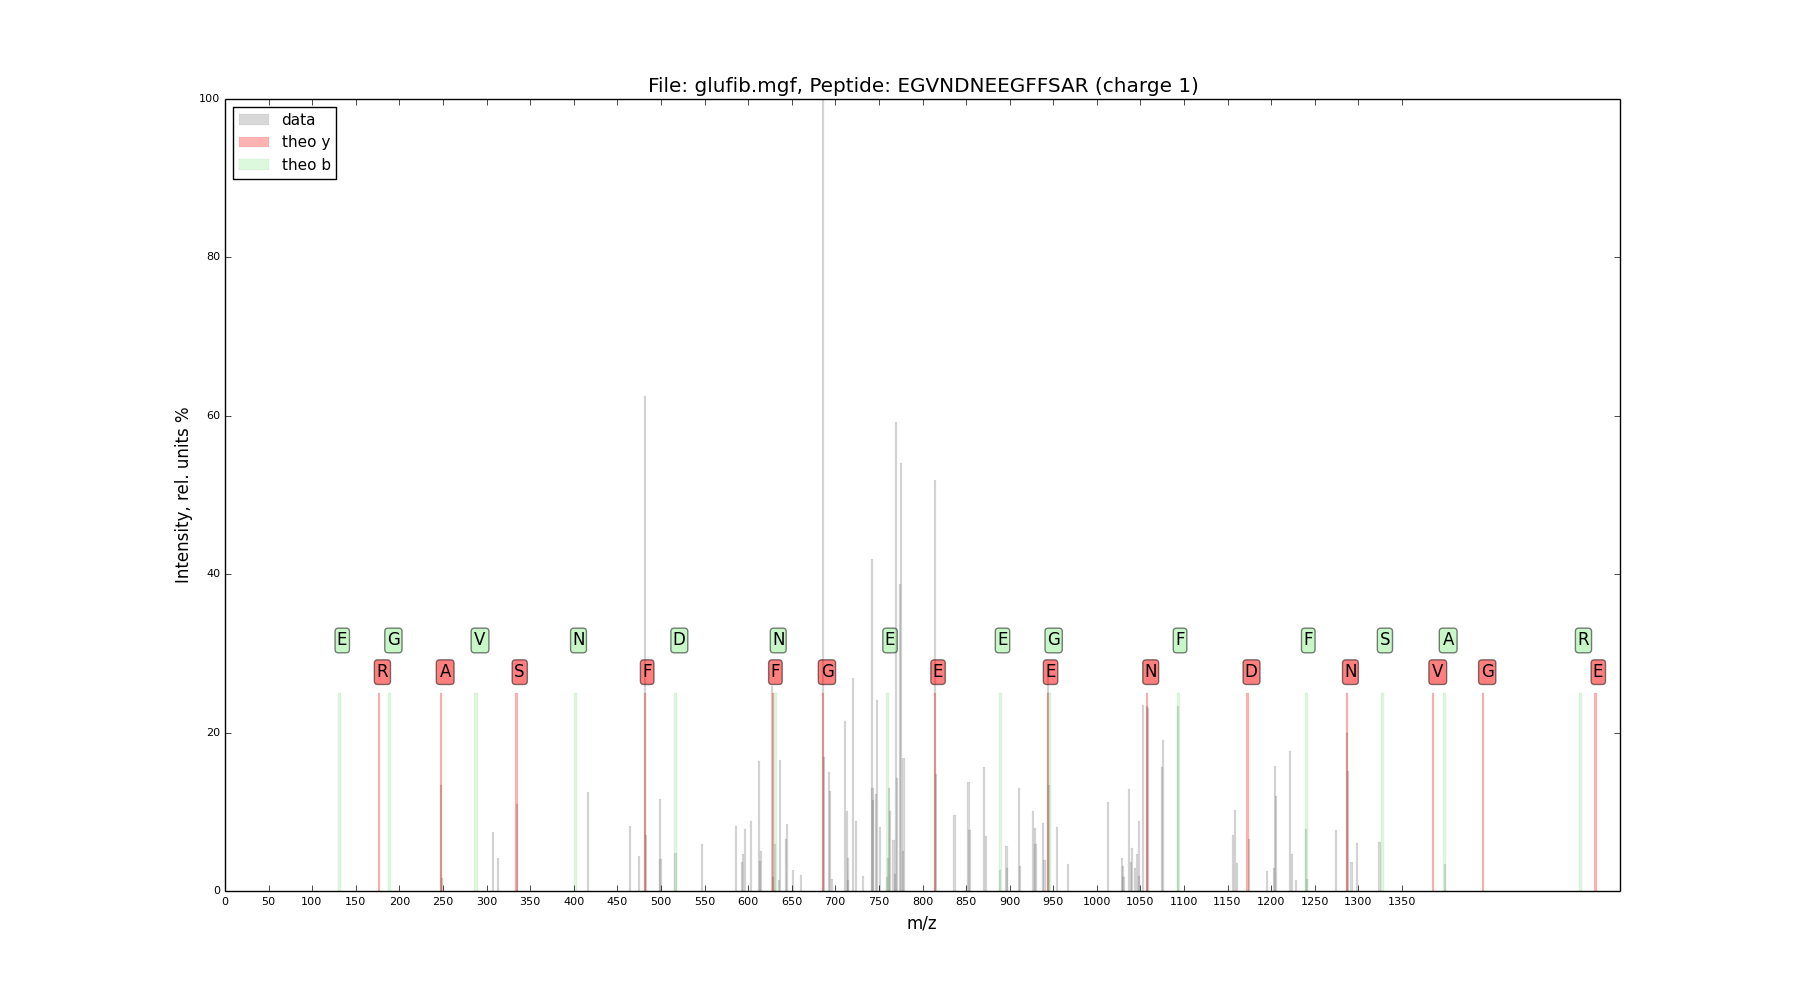 File: glufib.mgf, Peptide: EGVNDNEEGFFSAR (charge 1)
100
data
theo y
theo b
80
60
Intensity, rel. units %
40
E G V N D N E E G F F S A R
R A S F F G E E N D N V G E
20
0
0 50 100 150 200 250 300 350 400 450 500 550 600 650 700 750 800 850 900 950 1000 1050 1100 1150 1200 1250 1300 1350
m/z